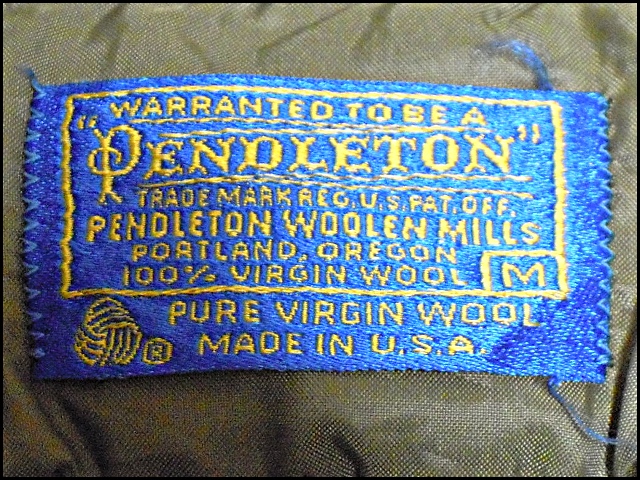 WARRANTED TO BE A
"PENDLETON"
TRADE MARK REG. U.S. PAT. OFF.
PENDLETON WOOLEN MILLS
PORTLAND, OREGON
100% VIRGIN WOOL M
PURE VIRGIN WOOL
® MADE IN U.S.A.